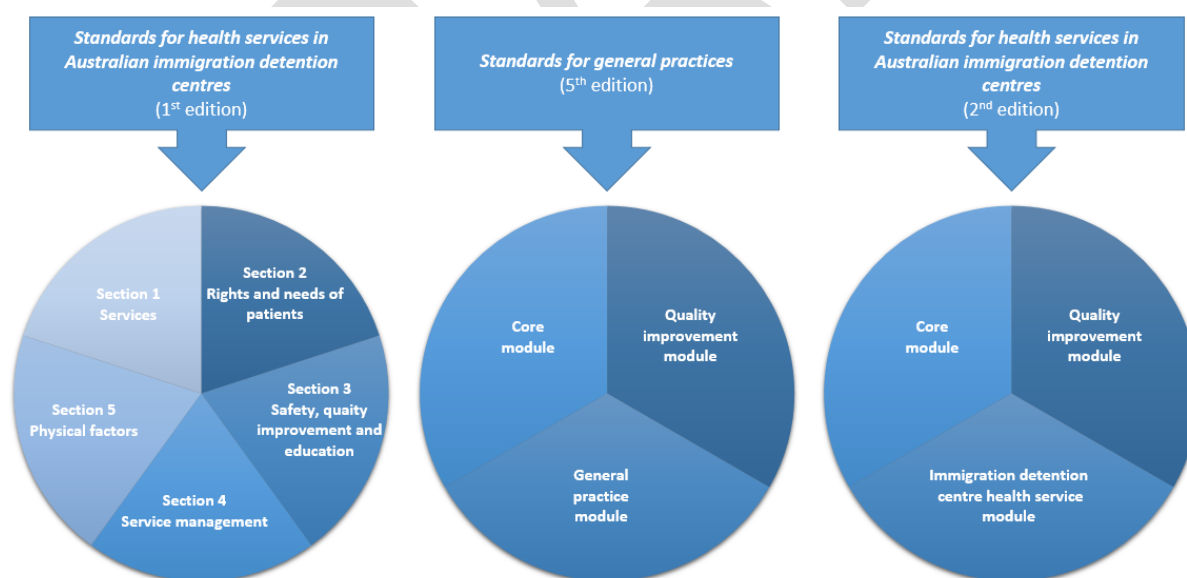 Standards for health services in
Australian immigration detention
centres
(1st edition)
Standards for general practices
(5th edition)
Standards for health services in
Australian immigration detention
centres
(2nd edition)
Section 1
Services
Section 2
Rights and needs of
patients
Section 3
Safety, quaity
improvement and
education
Section 4
Service management
Section 5
Physical factors
Core
module
Quality
improvement
module
General
practice
module
Core
module
Quality
improvement
module
Immigration detention
centre health service
module